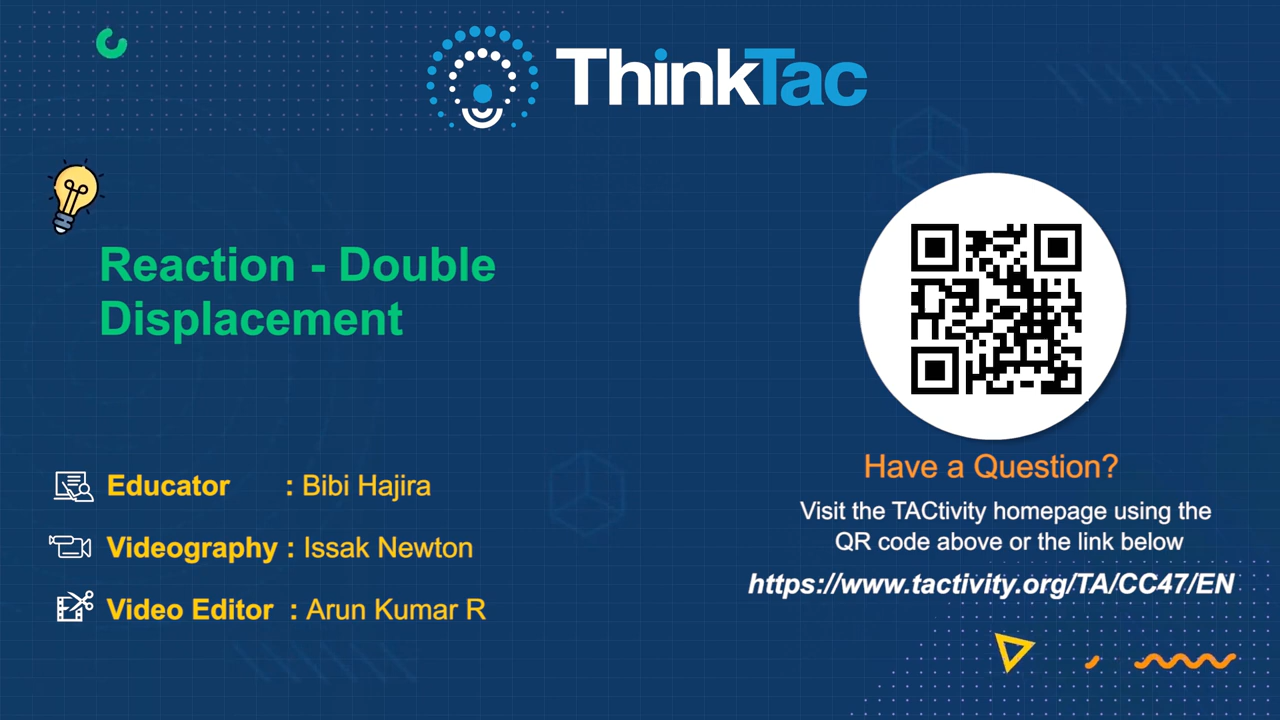 ThinkTac
Reaction - Double
Displacement
Educator : Bibi Hajira
Videography : Issak Newton
Video Editor : Arun Kumar R
Have a Question?
Visit the TACtivity homepage using the
QR code above or the link below
https://www.tactivity.org/TA/CC47/EN